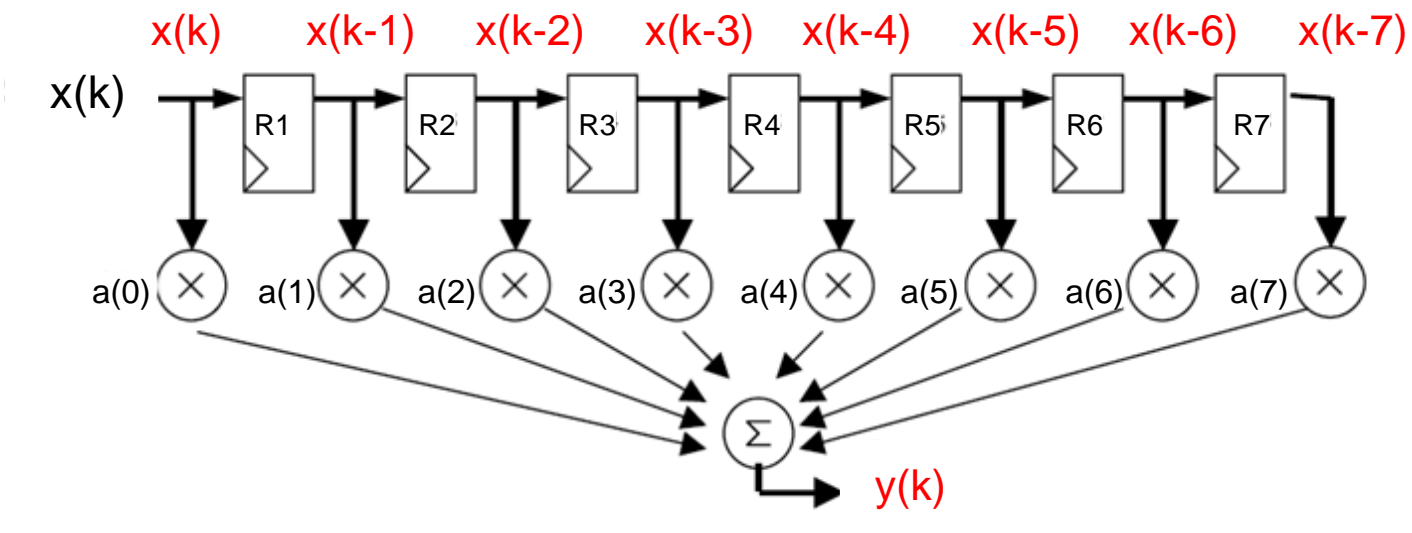 x(k) x(k-1) x(k-2) x(k-3) x(k-4) x(k-5) x(k-6) x(k-7)
x(k)
R1 R2 R3 R4 R5 R6 R7
a(0) a(1) a(2) a(3) a(4) a(5) a(6) a(7)
Σ
y(k)